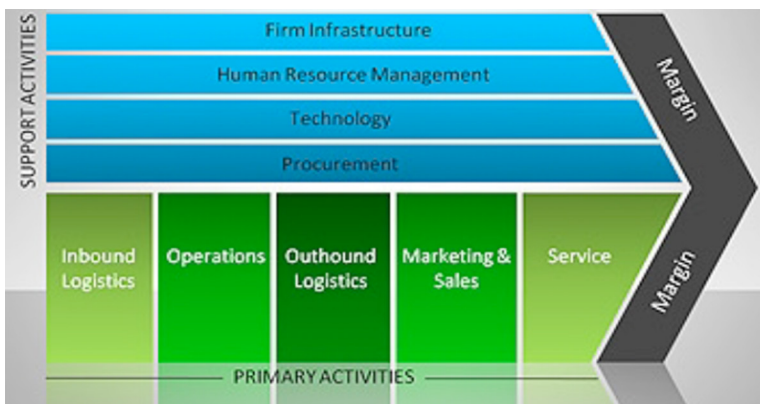 SUPPORT ACTIVITIES
Firm Infrastructure
Human Resource Management
Technology
Procurement
Margin
Inbound
Logistics
Operations
Outhound
Logistics
Marketing &
Sales
Service
Margin
PRIMARY ACTIVITIES